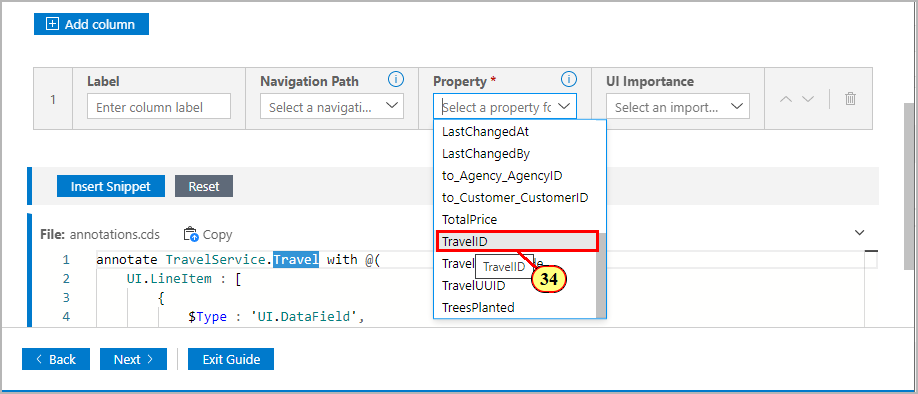 Add column
Label
Navigation Path
Property *
UI Importance
1
Enter column label
Select a navigati...
Select a property fo
Select an import...
LastChangedAt
LastChangedBy
to_Agency_AgencyID
to_Customer_CustomerID
TotalPrice
TravelID
Travel
TravelID
34
TravelUUID
TreesPlanted
Insert Snippet
Reset
File: annotations.cds
Copy
1 annotate TravelService.Travel with @(
2 UI.LineItem : [
3 {
4 $Type : 'UI.DataField',
< Back
Next >
Exit Guide